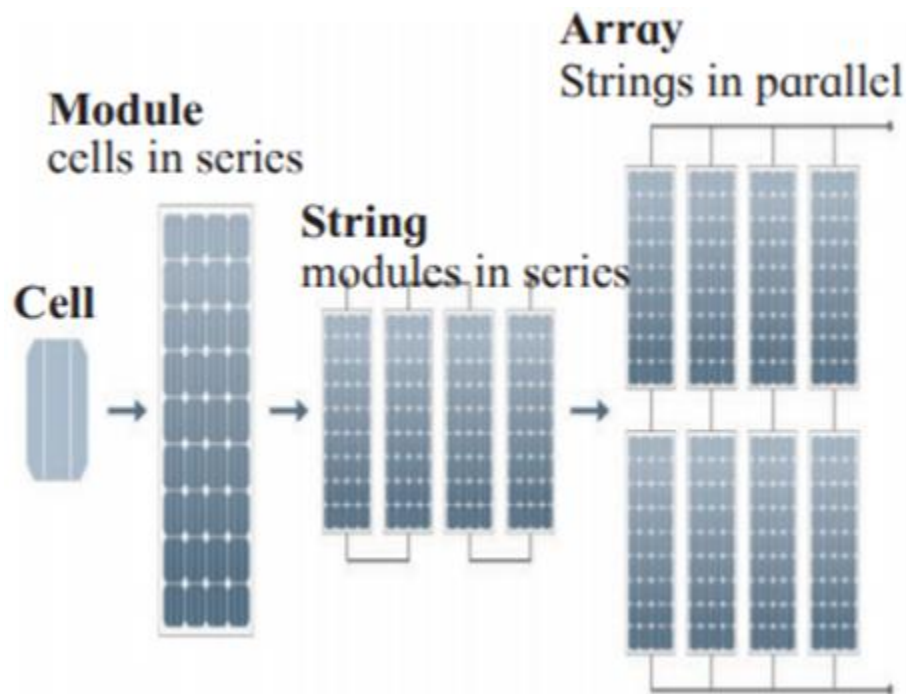 Array
Strings in parallel
Module
cells in series
String
modules in series
Cell